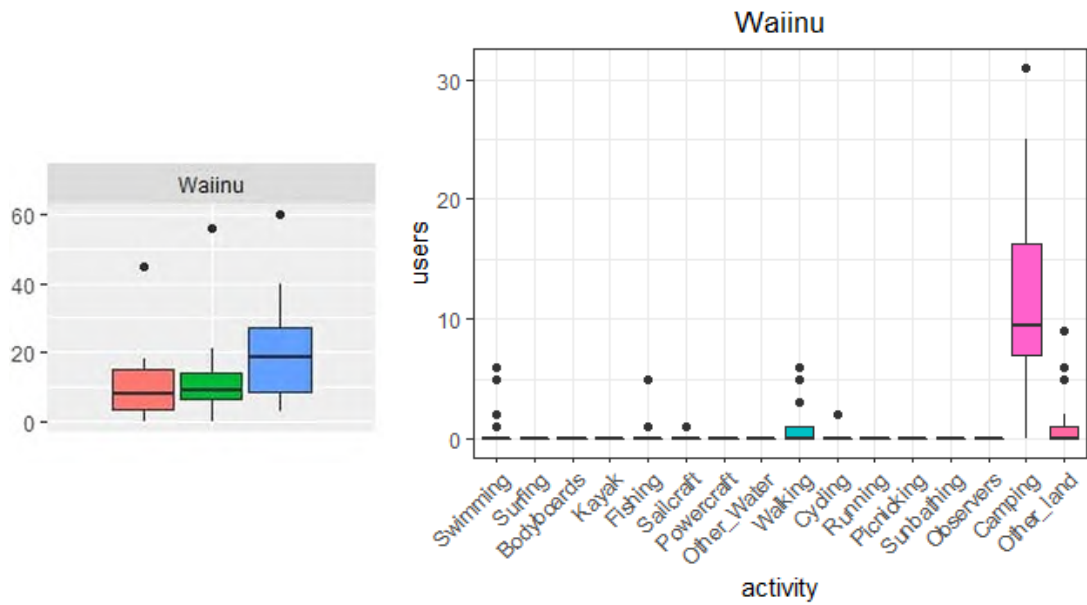 Waiinu
60
40
20
0
Waiinu
users
30
20
10
0
Swimming
Surfing
Bodyboards
Kayak
Fishing
Sailcraft
Powercraft
Other_Water
Walking
Cycling
Running
Picnicking
Sunbathing
Observers
Camping
Other_land
activity